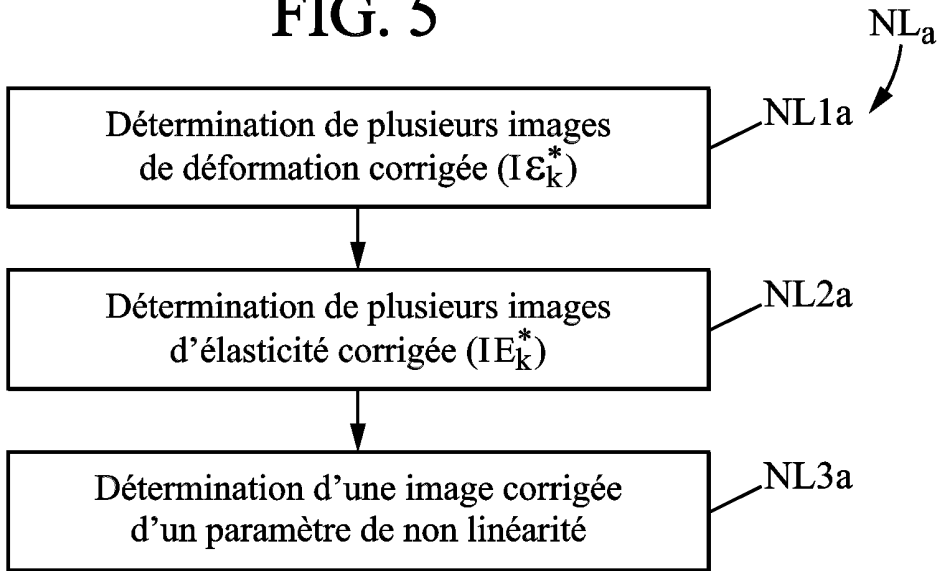 FIG. 5
NLa
Détermination de plusieurs images
de déformation corrigée (Iε*k)
NL1a
Détermination de plusieurs images
d'élasticité corrigée (IE*k)
NL2a
Détermination d'une image corrigée
d'un paramètre de non linéarité
NL3a